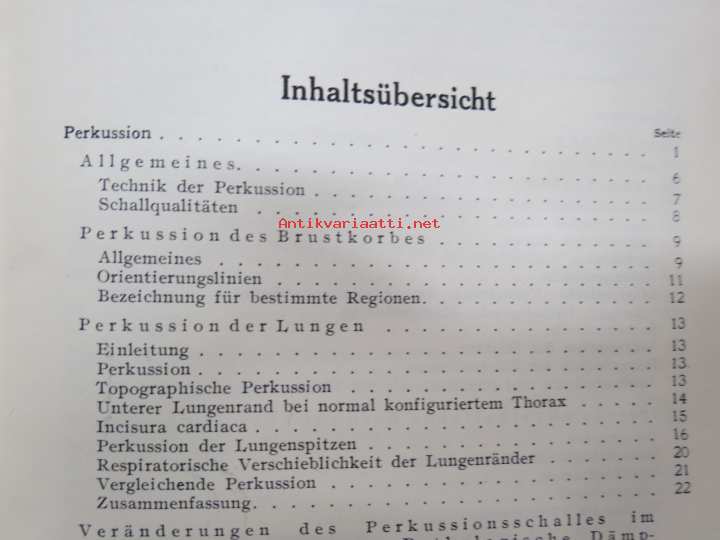 Inhaltsübersicht
Seite
Perkussion . . . . . . . . . . . . . . . . . . . . 1
Allgemeines. . . . . . . . . . . . . . . . . . . . 6
Technik der Perkussion . . . . . . . . . . . . . . 7
Schallqualitäten . . . . . . . . . . . . . . . . . 8
Antikvariaatti.net
Perkussion des Brustkorbes . . . . . . . . . . . . 9
Allgemeines . . . . . . . . . . . . . . . . . . . 9
Orientierungslinien . . . . . . . . . . . . . . . 11
Bezeichnung für bestimmte Regionen. . . . . . . . 12
Perkussion der Lungen . . . . . . . . . . . . . . 13
Einleitung . . . . . . . . . . . . . . . . . . . . 13
Perkussion . . . . . . . . . . . . . . . . . . . . 13
Topographische Perkussion . . . . . . . . . . . . 13
Unterer Lungenrand bei normal konfiguriertem Thorax . . . . . 14
Incisura cardiaca . . . . . . . . . . . . . . . . 15
Perkussion der Lungenspitzen . . . . . . . . . . . 16
Respiratorische Verschieblichkeit der Lungenränder . . . . . . 20
Vergleichende Perkussion . . . . . . . . . . . . . 21
Zusammenfassung. . . . . . . . . . . . . . . . . . 22
Veränderungen des Perkussionsschalles im